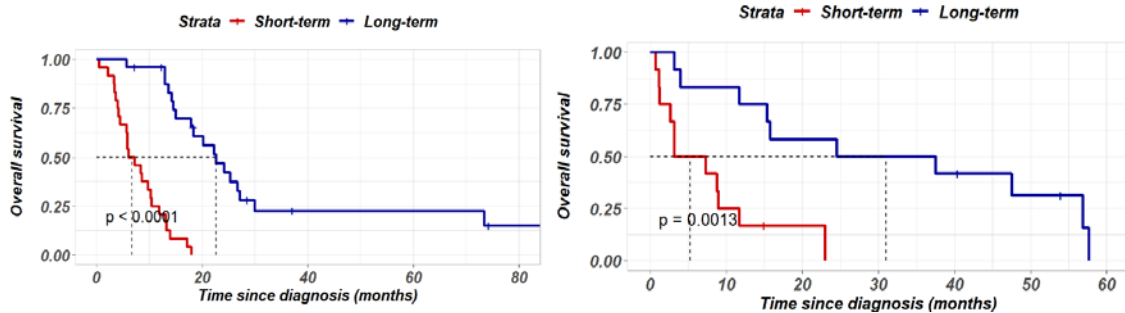 Strata Short-term Long-term
1.00
0.75
0.50
0.25
0.00
Overall survival
p < 0.0001
0 20 40 60 80
Time since diagnosis (months)
Strata Short-term Long-term
1.00
0.75
0.50
0.25
0.00
Overall survival
p = 0.0013
0 10 20 30 40 50 60
Time since diagnosis (months)